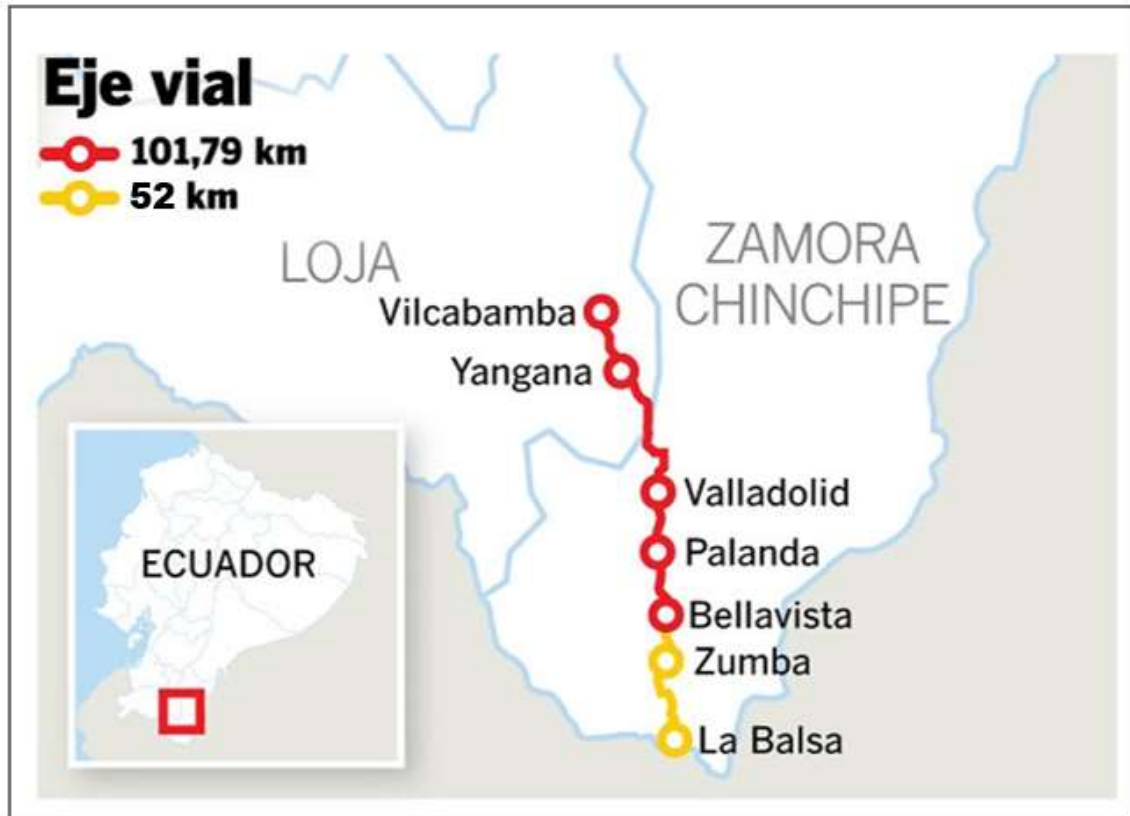 Eje vial
101,79 km
52 km
LOJA
ZAMORA
CHINCHIPE
Vilcabamba
Yangana
Valladolid
Palanda
Bellavista
Zumba
La Balsa
ECUADOR